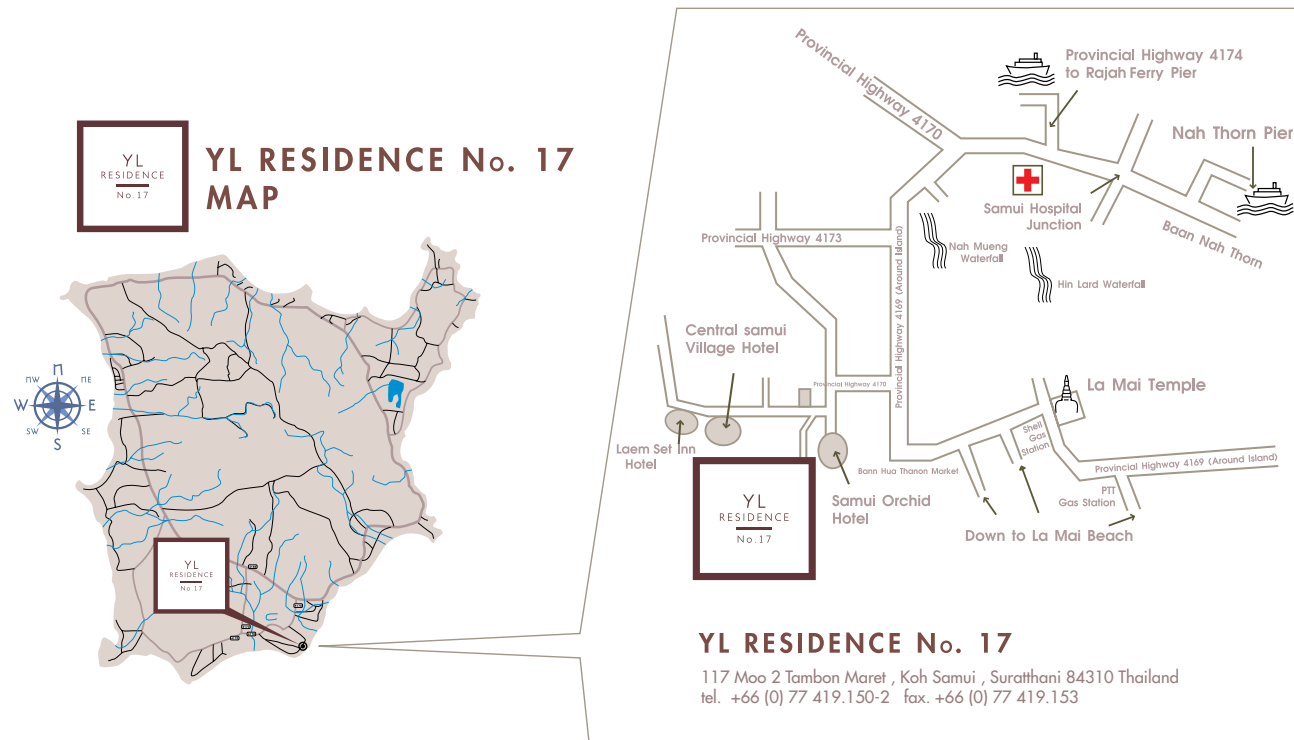 YL
RESIDENCE
No.17
YL RESIDENCE No. 17
MAP
N
NW
NE
W
E
SW
SE
S
YL
RESIDENCE
No.17
Provincial Highway 4170
Provincial Highway 4174
to Rajah Ferry Pier
Nah Thorn Pier
Samui Hospital
Junction
Baan Nah Thorn
Provincial Highway 4173
Nah Mueng
Waterfall
Hin Lard Waterfall
Provincial Highway 4169 (Around Island)
Central samui
Village Hotel
Provincial Highway 4170
La Mai Temple
Shell
Gas
Station
Laem Set Inn
Hotel
Bann Hua Thanon Market
Provincial Highway 4169 (Around Island)
PTT
Gas Station
Samui Orchid
Hotel
Down to La Mai Beach
YL
RESIDENCE
No.17
YL RESIDENCE No. 17
117 Moo 2 Tambon Maret , Koh Samui , Suratthani 84310 Thailand
tel. +66 (0) 77 419.150-2 fax. +66 (0) 77 419.153